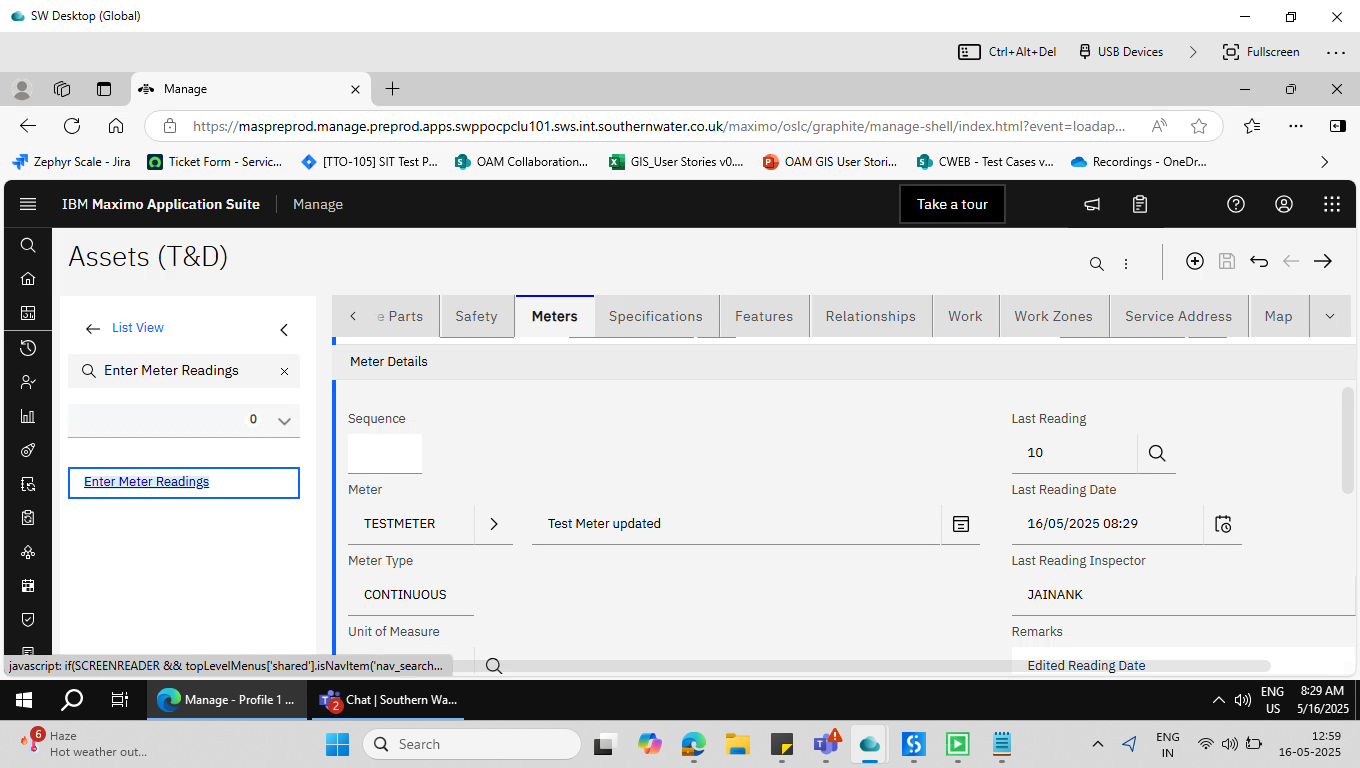 SW Desktop (Global)
Ctrl+Alt+Del
USB Devices
Fullscreen
Manage
https://maspreprod.manage.preprod.apps.swppocpclu101.sws.int.southernwater.co.uk/maximo/oslc/graphite/manage-shell/index.html?event=loadap...
Zephyr Scale - Jira
Ticket Form - Servic...
[TTO-105] SIT Test P...
OAM Collaboration...
GIS_User Stories v0....
OAM GIS User Stori...
CWEB - Test Cases v...
Recordings - OneDr...
IBM Maximo Application Suite
Manage
Take a tour
Assets (T&D)
List View
Enter Meter Readings
0
Enter Meter Readings
e Parts
Safety
Meters
Specifications
Features
Relationships
Work
Work Zones
Service Address
Map
Meter Details
Sequence
Last Reading
10
Meter
Last Reading Date
TESTMETER
Test Meter updated
16/05/2025 08:29
Meter Type
Last Reading Inspector
CONTINUOUS
JAINANK
Unit of Measure
Remarks
Edited Reading Date
javascript: if(SCREENREADER && topLevelMenus['shared'].isNavItem('nav_search...
Manage - Profile 1 ...
2
Chat | Southern Wa...
ENG
US
8:29 AM
5/16/2025
6
Haze
Hot weather out...
Search
ENG
IN
12:59
16-05-2025